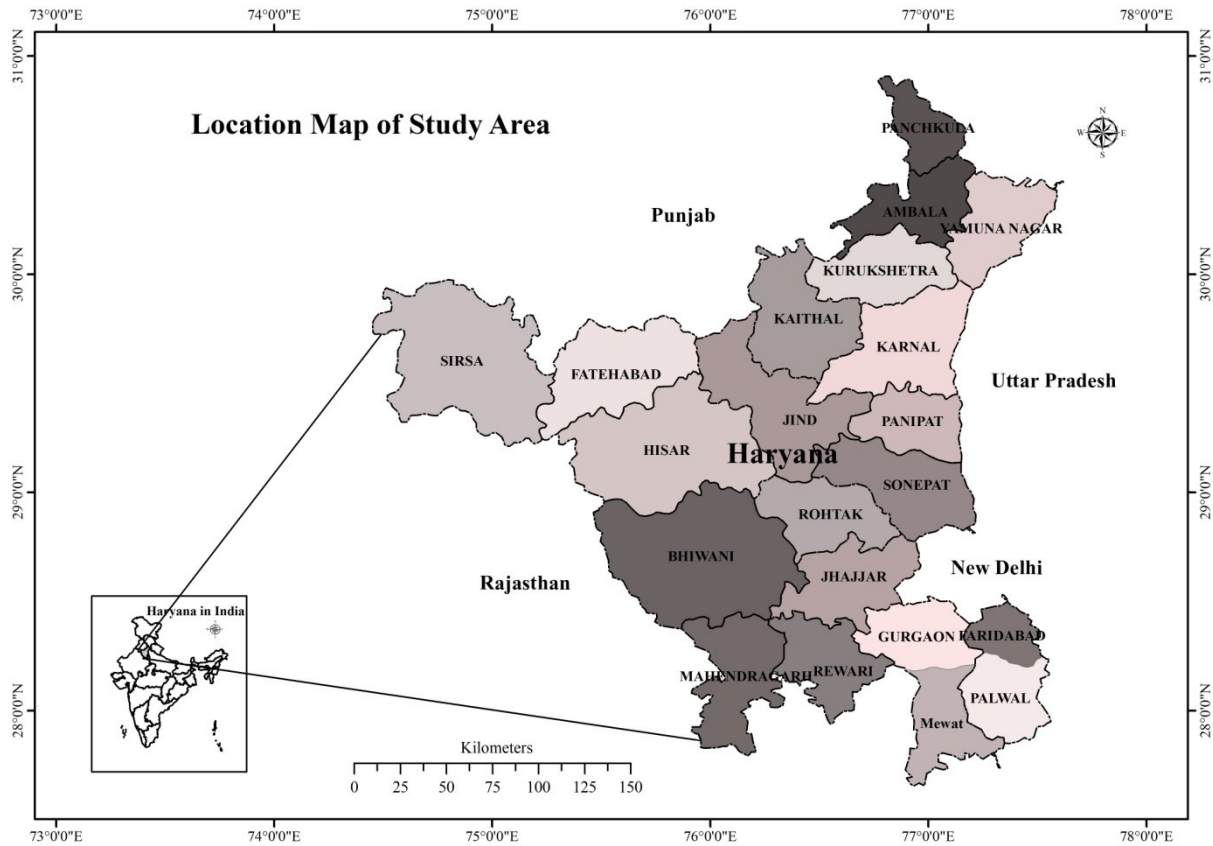 73°0'0"E 74°0'0"E 75°0'0"E 76°0'0"E 77°0'0"E 78°0'0"E
31°0'0"N 31°0'0"N
Location Map of Study Area
N
W E
S
PANCHKULA
Punjab
AMBALA
YAMUNA NAGAR
30°0'0"N 30°0'0"N
KURUKSHETRA
KAITHAL
KARNAL
SIRSA
FATEHABAD
Uttar Pradesh
JIND
PANIPAT
HISAR
Haryana
SONEPAT
29°0'0"N 29°0'0"N
ROHTAK
BHIWANI
Rajasthan
JHAJJAR
New Delhi
Haryana in India
GURGAON
FARIDABAD
MAHENDRAGARH
REWARI
PALWAL
28°0'0"N 28°0'0"N
Mewat
Kilometers
0 25 50 75 100 125 150
73°0'0"E 74°0'0"E 75°0'0"E 76°0'0"E 77°0'0"E 78°0'0"E